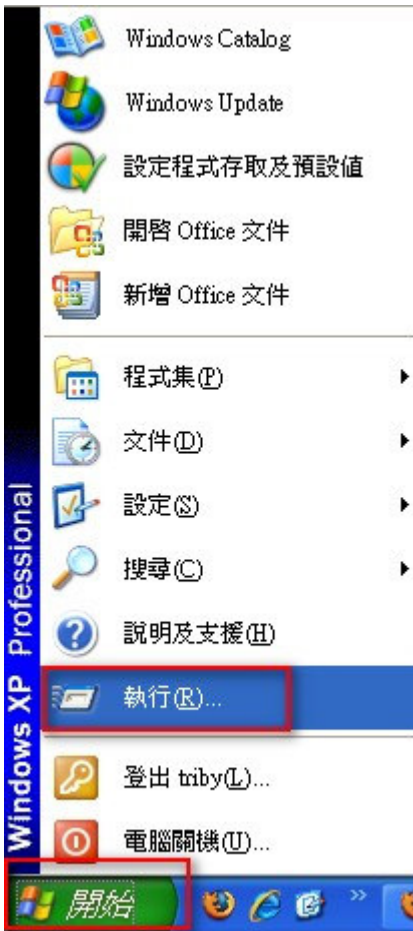 Windows Catalog
Windows Update
設定程式存取及預設值
開啓 Office 文件
新增 Office 文件
程式集(P)
文件(D)
設定(S)
搜尋(C)
說明及支援(H)
執行(R)...
登出 triby(L)...
電腦關機(U)...
Windows XP Professional
開始